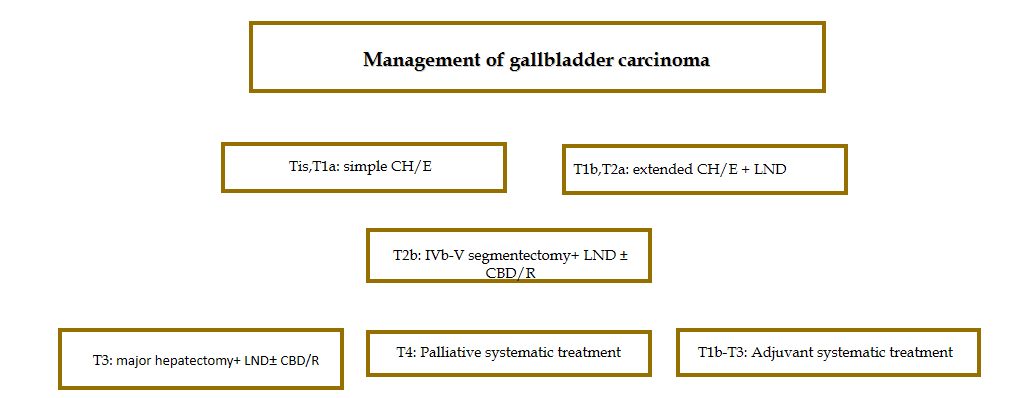 Management of gallbladder carcinoma
Tis,T1a: simple CH/E
T1b,T2a: extended CH/E + LND
T2b: IVb-V segmentectomy+ LND ±
CBD/R
T3: major hepatectomy+ LND± CBD/R
T4: Palliative systematic treatment
T1b-T3: Adjuvant systematic treatment